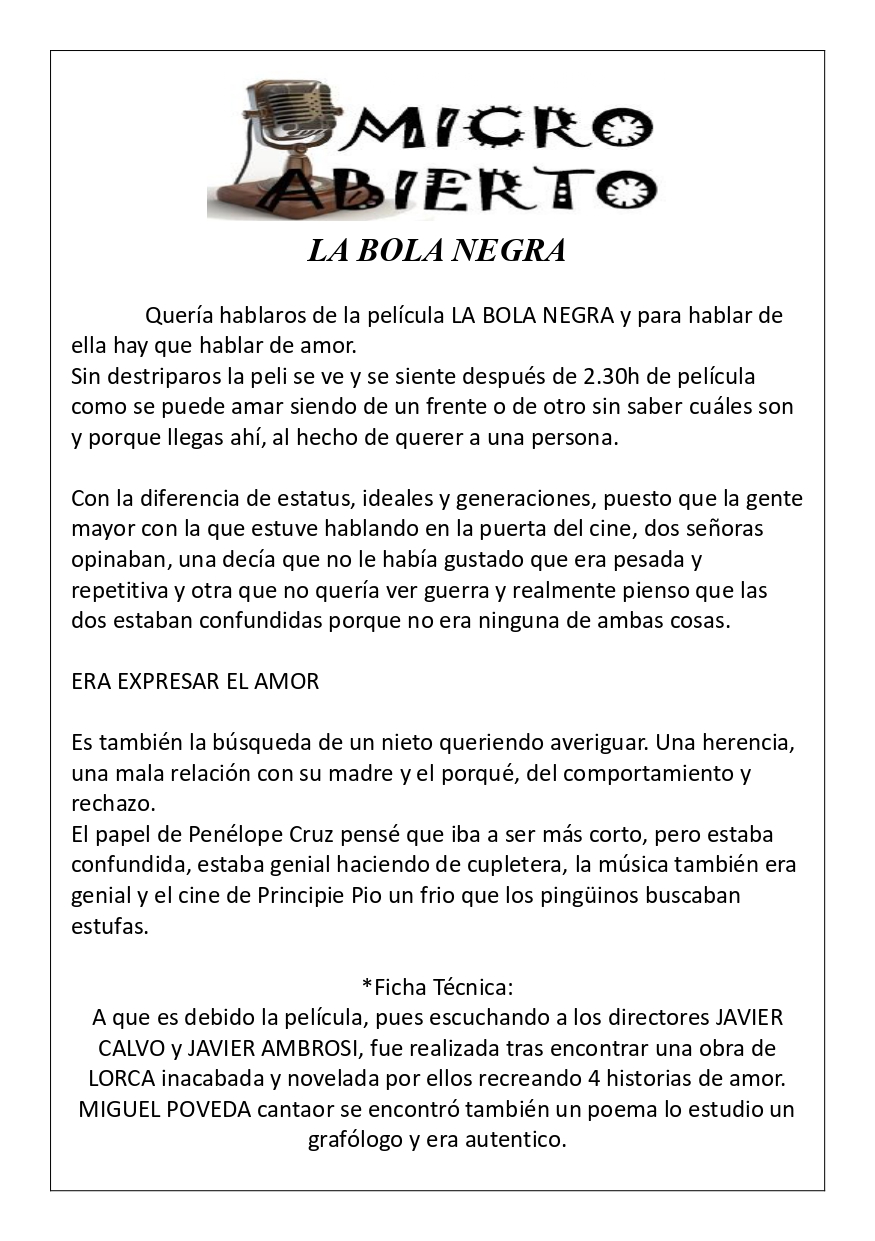 MICRO
ABIERTO
LA BOLA NEGRA
Quería hablaros de la película LA BOLA NEGRA y para hablar de
ella hay que hablar de amor.
Sin destriparos la peli se ve y se siente después de 2.30h de película
como se puede amar siendo de un frente o de otro sin saber cuáles son
y porque llegas ahí, al hecho de querer a una persona.
Con la diferencia de estatus, ideales y generaciones, puesto que la gente
mayor con la que estuve hablando en la puerta del cine, dos señoras
opinaban, una decía que no le había gustado que era pesada y
repetitiva y otra que no quería ver guerra y realmente pienso que las
dos estaban confundidas porque no era ninguna de ambas cosas.
ERA EXPRESAR EL AMOR
Es también la búsqueda de un nieto queriendo averiguar. Una herencia,
una mala relación con su madre y el porqué, del comportamiento y
rechazo.
El papel de Penélope Cruz pensé que iba a ser más corto, pero estaba
confundida, estaba genial haciendo de cupletera, la música también era
genial y el cine de Principie Pio un frio que los pingüinos buscaban
estufas.
*Ficha Técnica:
A que es debido la película, pues escuchando a los directores JAVIER
CALVO y JAVIER AMBROSI, fue realizada tras encontrar una obra de
LORCA inacabada y novelada por ellos recreando 4 historias de amor.
MIGUEL POVEDA cantaor se encontró también un poema lo estudio un
grafólogo y era autentico.